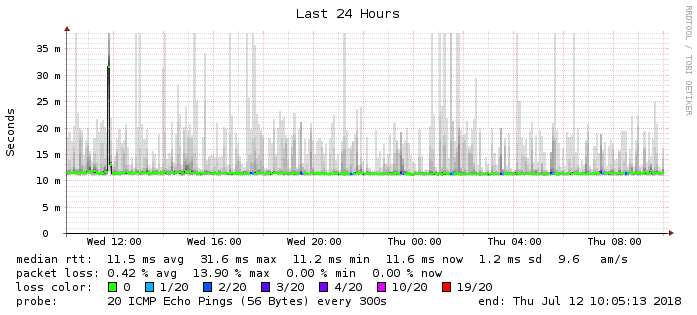 Last 24 Hours
RRDTOOL / TOBI OETIKER
Seconds
35 m
30 m
25 m
20 m
15 m
10 m
5 m
0
Wed 12:00 Wed 16:00 Wed 20:00 Thu 00:00 Thu 04:00 Thu 08:00
median rtt: 11.5 ms avg 31.6 ms max 11.2 ms min 11.6 ms now 1.2 ms sd 9.6 am/s
packet loss: 0.42 % avg 13.90 % max 0.00 % min 0.00 % now
loss color: 0 1/20 2/20 3/20 4/20 10/20 19/20
probe: 20 ICMP Echo Pings (56 Bytes) every 300s end: Thu Jul 12 10:05:13 2018